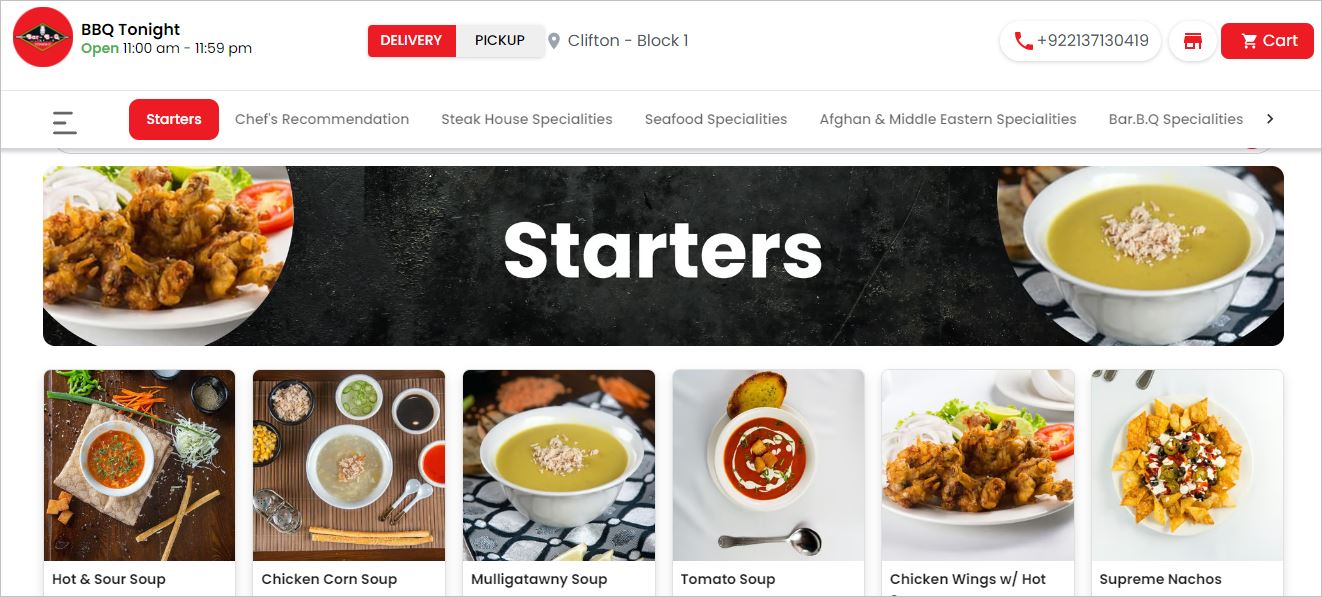 BBQ Tonight
Open 11:00 am - 11:59 pm
DELIVERY
PICKUP
Clifton - Block 1
+922137130419
Cart
Starters
Chef's Recommendation
Steak House Specialities
Seafood Specialities
Afghan & Middle Eastern Specialities
Bar.B.Q Specialities
Starters
Hot & Sour Soup
Chicken Corn Soup
Mulligatawny Soup
Tomato Soup
Chicken Wings w/ Hot
Supreme Nachos